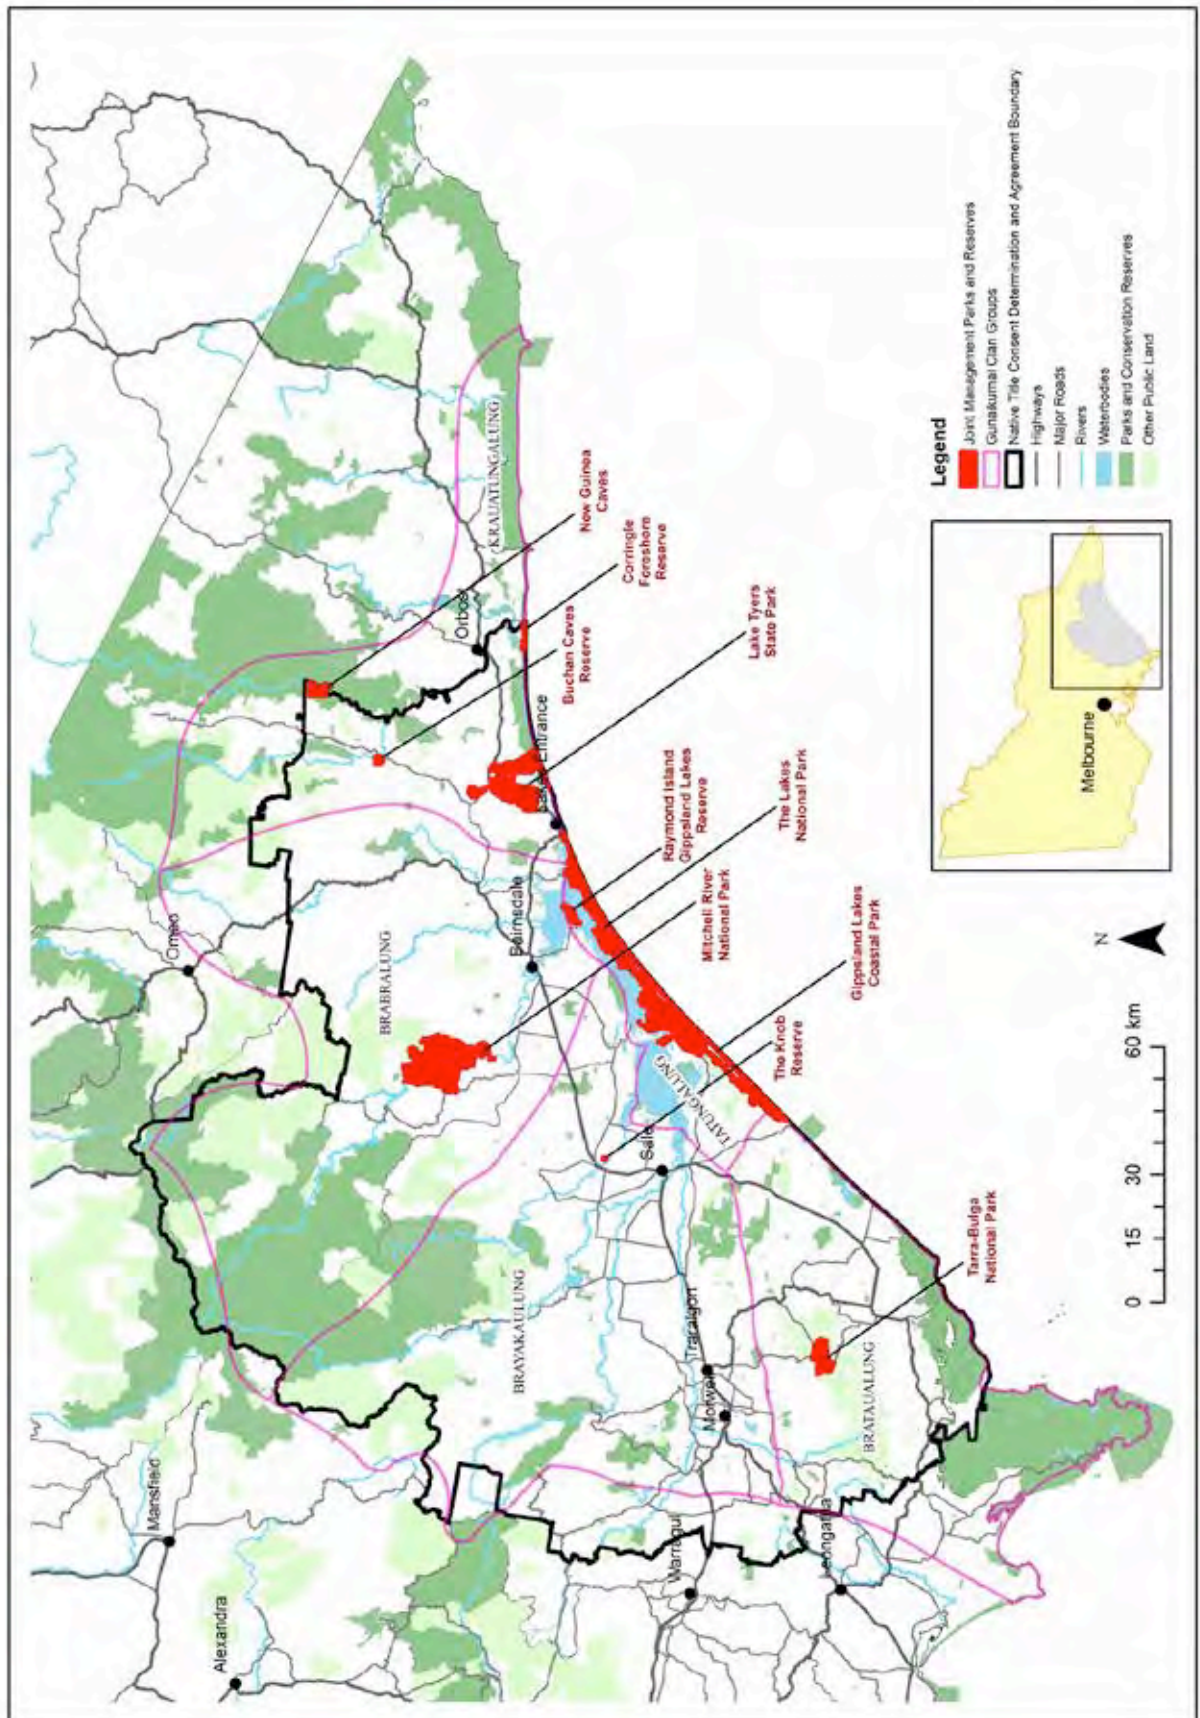 Alexandra
Mansfield
Omeo
Warragul
Leongatha
Morwell
Traralgon
Sale
Bairnsdale
Lakes Entrance
Orbost
BRAYAKAULUNG
BRATAUALUNG
BRABRALUNG
TATUNGALUNG
KRAUATUNGALUNG
Tarra-Bulga
National Park
The Knob
Reserve
Gippsland Lakes
Coastal Park
Mitchell River
National Park
The Lakes
National Park
Raymond Island
Gippsland Lakes
Reserve
Lake Tyers
State Park
Buchan Caves
Reserve
Corringle
Foreshore
Reserve
New Guinea
Caves
0 15 30 60 km
N
Melbourne
Legend
Joint Management Parks and Reserves
Gunaikurnai Clan Groups
Native Title Consent Determination and Agreement Boundary
Highways
Major Roads
Rivers
Waterbodies
Parks and Conservation Reserves
Other Public Land